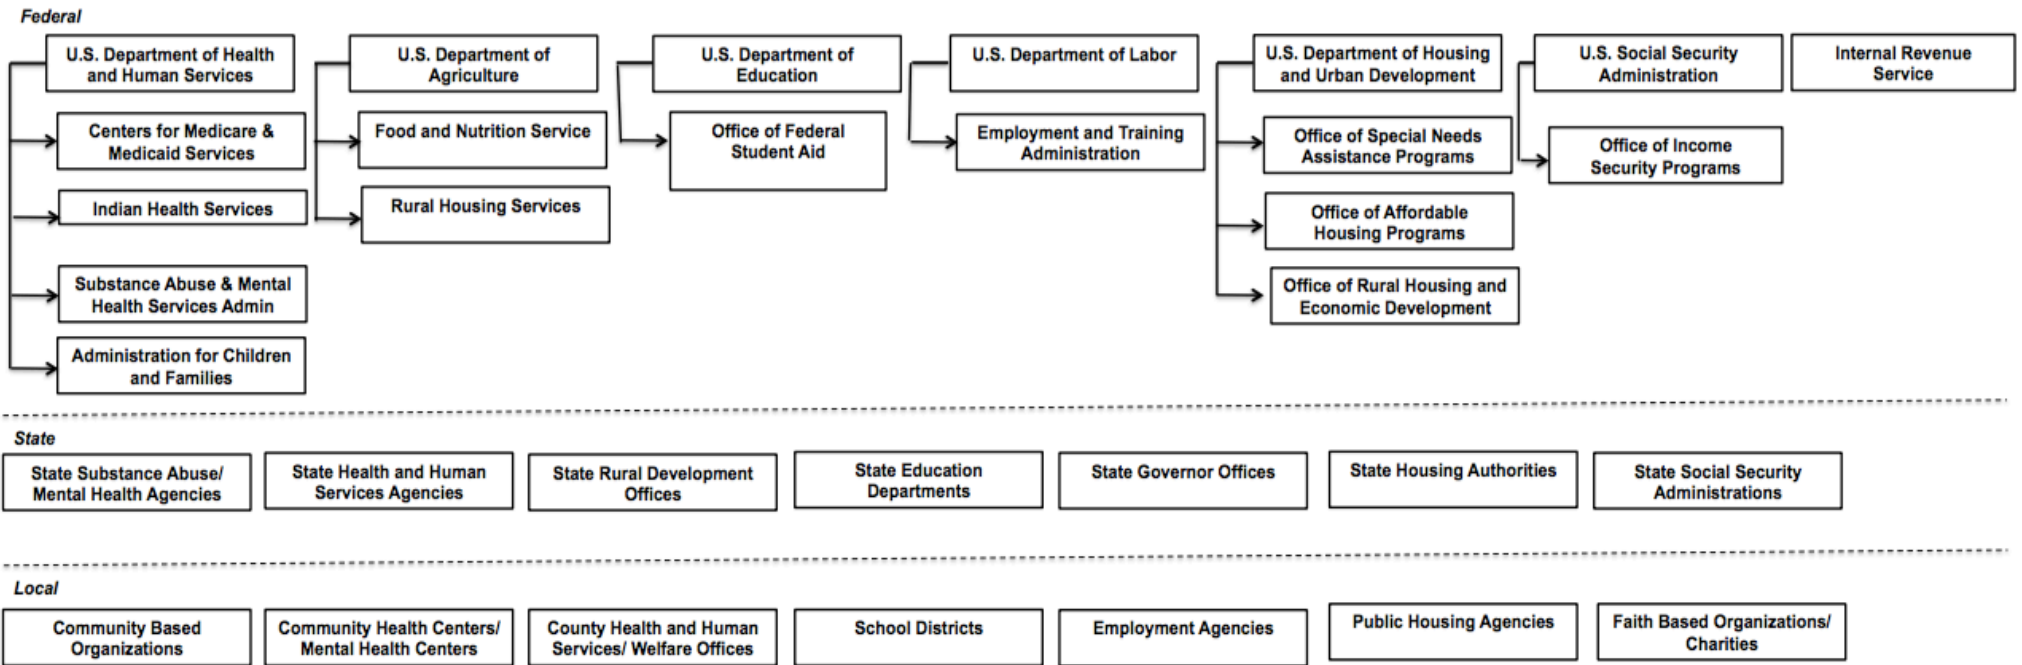 Federal
U.S. Department of Health
and Human Services
U.S. Department of
Agriculture
U.S. Department of
Education
U.S. Department of Labor
U.S. Department of Housing
and Urban Development
U.S. Social Security
Administration
Internal Revenue
Service
Centers for Medicare &
Medicaid Services
Food and Nutrition Service
Office of Federal
Student Aid
Employment and Training
Administration
Office of Special Needs
Assistance Programs
Office of Income
Security Programs
Indian Health Services
Rural Housing Services
Office of Affordable
Housing Programs
Substance Abuse & Mental
Health Services Admin
Office of Rural Housing and
Economic Development
Administration for Children
and Families
State
State Substance Abuse/
Mental Health Agencies
State Health and Human
Services Agencies
State Rural Development
Offices
State Education
Departments
State Governor Offices
State Housing Authorities
State Social Security
Administrations
Local
Community Based
Organizations
Community Health Centers/
Mental Health Centers
County Health and Human
Services/ Welfare Offices
School Districts
Employment Agencies
Public Housing Agencies
Faith Based Organizations/
Charities